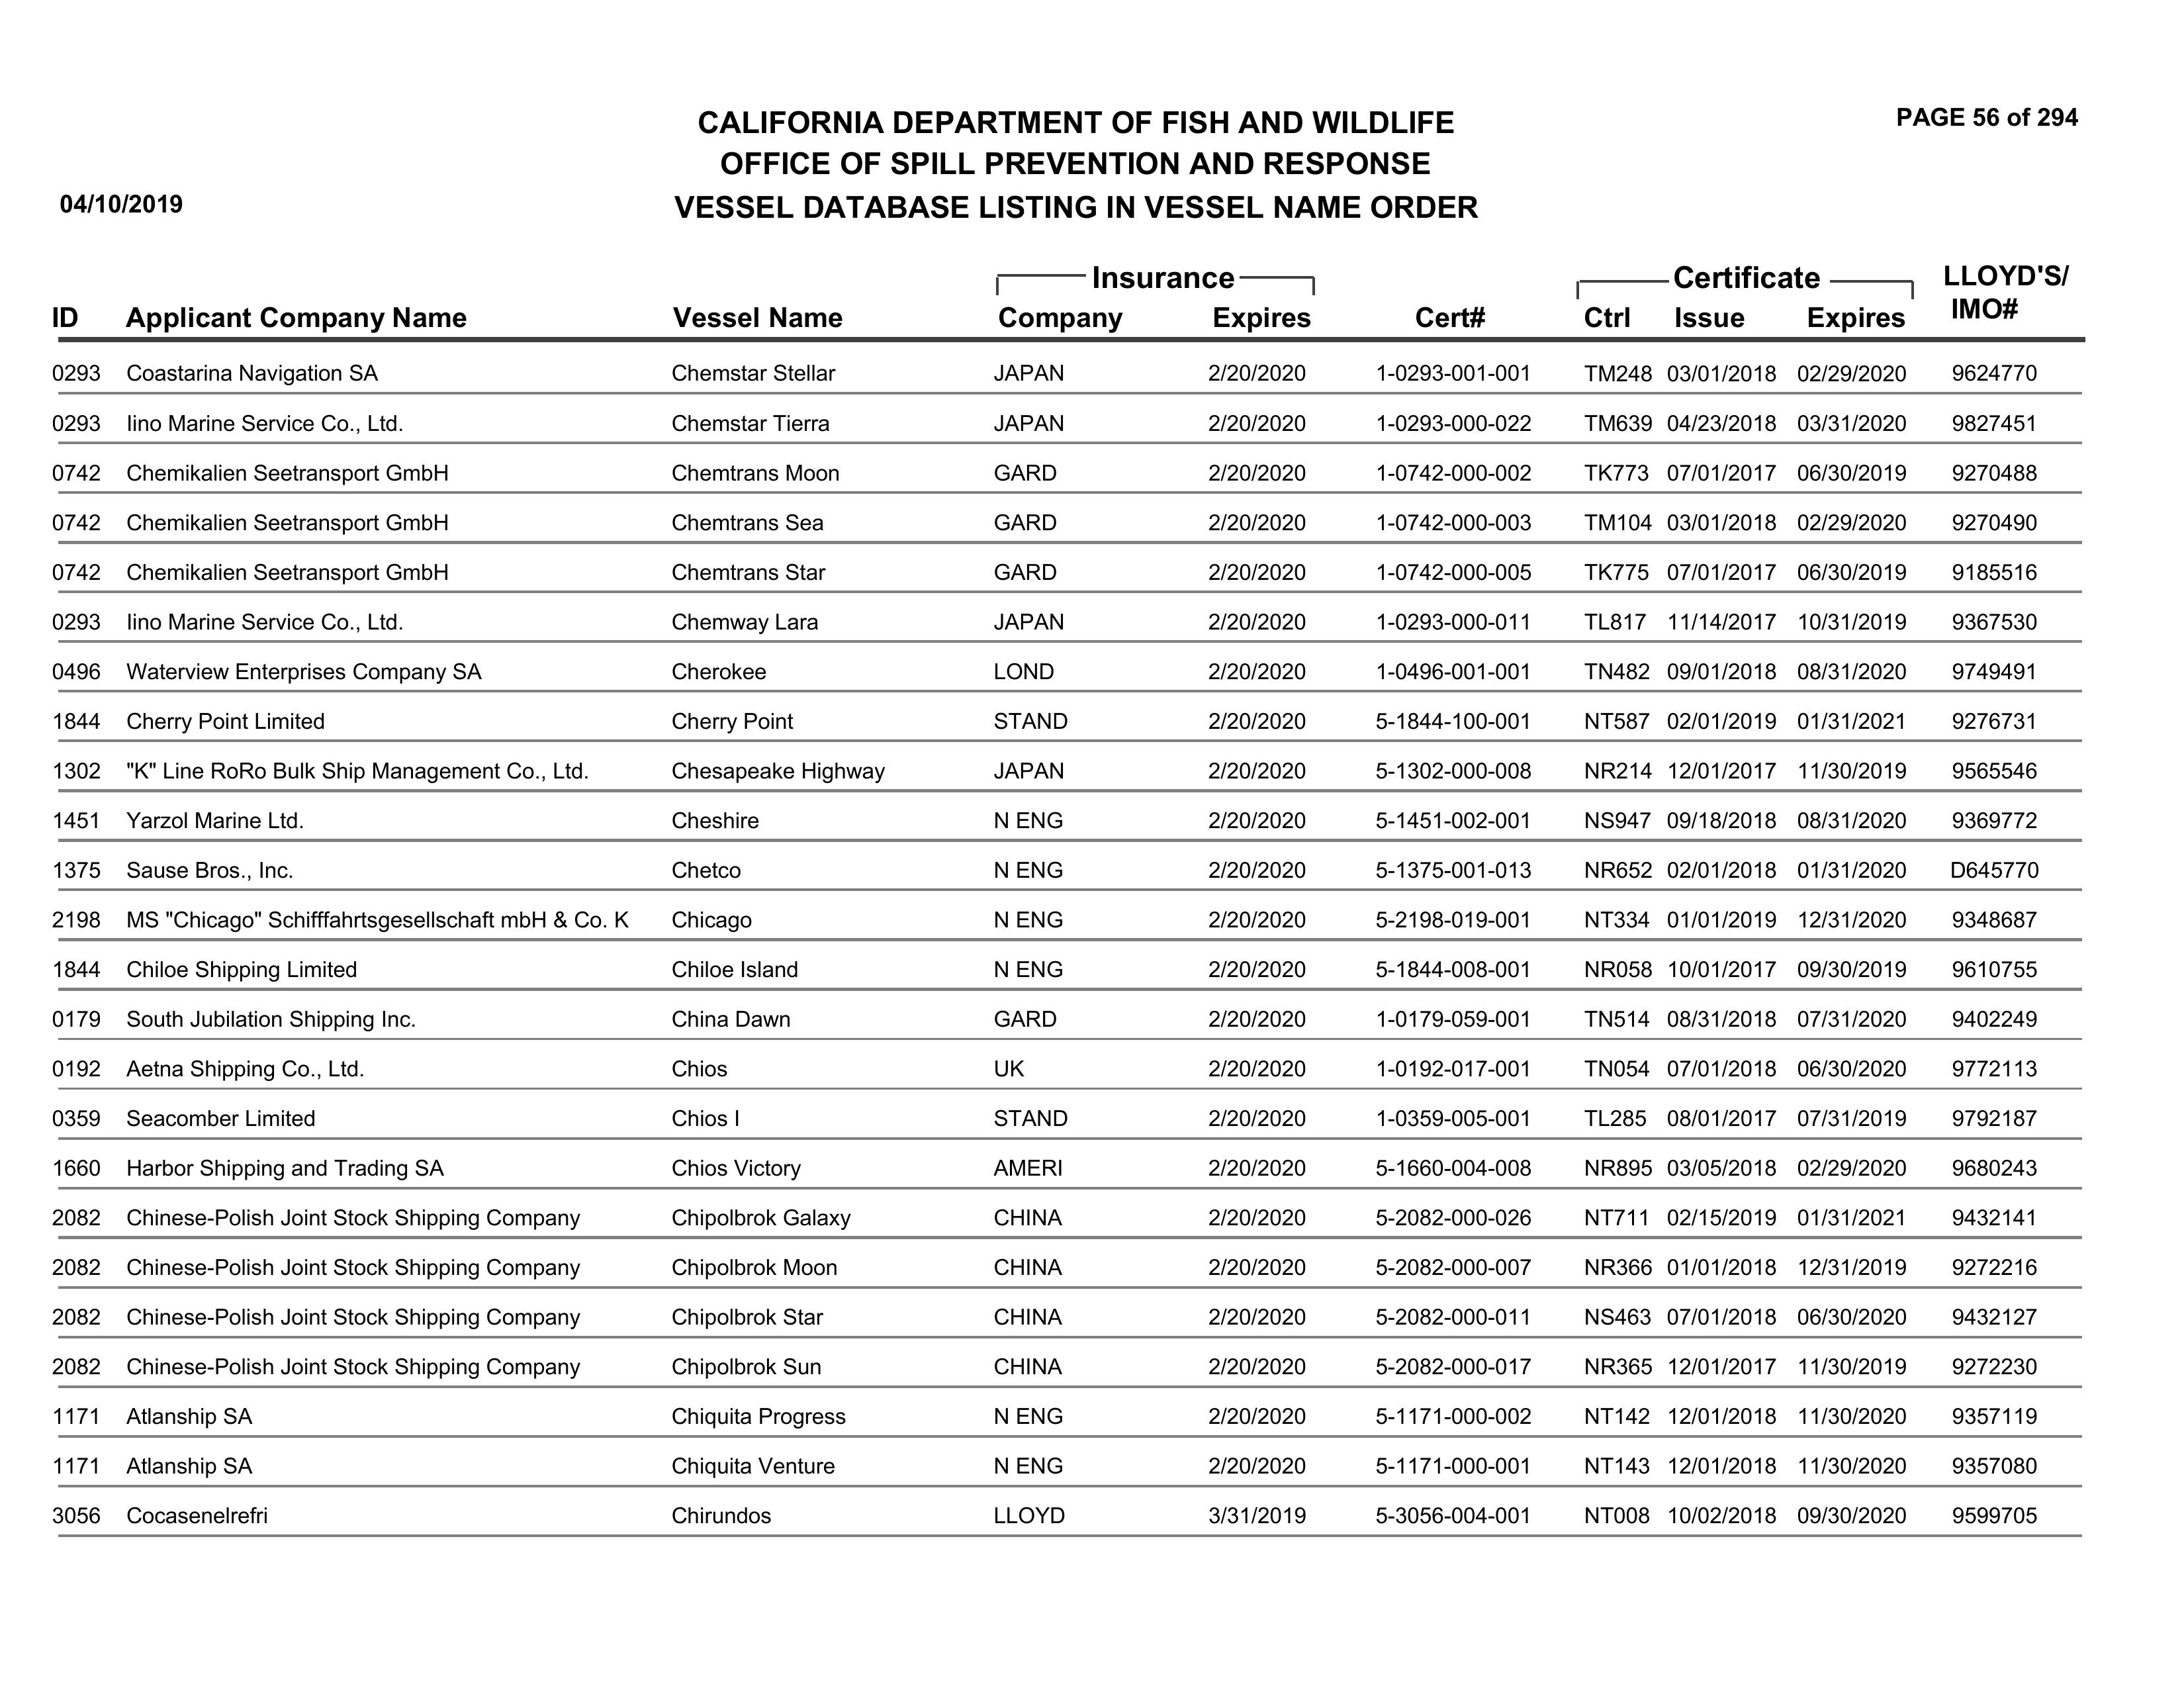 PAGE 56 of 294
CALIFORNIA DEPARTMENT OF FISH AND WILDLIFE
OFFICE OF SPILL PREVENTION AND RESPONSE
04/10/2019 VESSEL DATABASE LISTING IN VESSEL NAME ORDER
Insurance Certificate LLOYD'S/
ID Applicant Company Name Vessel Name Company Expires Cert# Ctrl Issue Expires IMO#
0293 Coastarina Navigation SA Chemstar Stellar JAPAN 2/20/2020 1-0293-001-001 TM248 03/01/2018 02/29/2020 9624770
0293 Iino Marine Service Co., Ltd. Chemstar Tierra JAPAN 2/20/2020 1-0293-000-022 TM639 04/23/2018 03/31/2020 9827451
0742 Chemikalien Seetransport GmbH Chemtrans Moon GARD 2/20/2020 1-0742-000-002 TK773 07/01/2017 06/30/2019 9270488
0742 Chemikalien Seetransport GmbH Chemtrans Sea GARD 2/20/2020 1-0742-000-003 TM104 03/01/2018 02/29/2020 9270490
0742 Chemikalien Seetransport GmbH Chemtrans Star GARD 2/20/2020 1-0742-000-005 TK775 07/01/2017 06/30/2019 9185516
0293 Iino Marine Service Co., Ltd. Chemway Lara JAPAN 2/20/2020 1-0293-000-011 TL817 11/14/2017 10/31/2019 9367530
0496 Waterview Enterprises Company SA Cherokee LOND 2/20/2020 1-0496-001-001 TN482 09/01/2018 08/31/2020 9749491
1844 Cherry Point Limited Cherry Point STAND 2/20/2020 5-1844-100-001 NT587 02/01/2019 01/31/2021 9276731
1302 "K" Line RoRo Bulk Ship Management Co., Ltd. Chesapeake Highway JAPAN 2/20/2020 5-1302-000-008 NR214 12/01/2017 11/30/2019 9565546
1451 Yarzol Marine Ltd. Cheshire N ENG 2/20/2020 5-1451-002-001 NS947 09/18/2018 08/31/2020 9369772
1375 Sause Bros., Inc. Chetco N ENG 2/20/2020 5-1375-001-013 NR652 02/01/2018 01/31/2020 D645770
2198 MS "Chicago" Schifffahrtsgesellschaft mbH & Co. K Chicago N ENG 2/20/2020 5-2198-019-001 NT334 01/01/2019 12/31/2020 9348687
1844 Chiloe Shipping Limited Chiloe Island N ENG 2/20/2020 5-1844-008-001 NR058 10/01/2017 09/30/2019 9610755
0179 South Jubilation Shipping Inc. China Dawn GARD 2/20/2020 1-0179-059-001 TN514 08/31/2018 07/31/2020 9402249
0192 Aetna Shipping Co., Ltd. Chios UK 2/20/2020 1-0192-017-001 TN054 07/01/2018 06/30/2020 9772113
0359 Seacomber Limited Chios I STAND 2/20/2020 1-0359-005-001 TL285 08/01/2017 07/31/2019 9792187
1660 Harbor Shipping and Trading SA Chios Victory AMERI 2/20/2020 5-1660-004-008 NR895 03/05/2018 02/29/2020 9680243
2082 Chinese-Polish Joint Stock Shipping Company Chipolbrok Galaxy CHINA 2/20/2020 5-2082-000-026 NT711 02/15/2019 01/31/2021 9432141
2082 Chinese-Polish Joint Stock Shipping Company Chipolbrok Moon CHINA 2/20/2020 5-2082-000-007 NR366 01/01/2018 12/31/2019 9272216
2082 Chinese-Polish Joint Stock Shipping Company Chipolbrok Star CHINA 2/20/2020 5-2082-000-011 NS463 07/01/2018 06/30/2020 9432127
2082 Chinese-Polish Joint Stock Shipping Company Chipolbrok Sun CHINA 2/20/2020 5-2082-000-017 NR365 12/01/2017 11/30/2019 9272230
1171 Atlanship SA Chiquita Progress N ENG 2/20/2020 5-1171-000-002 NT142 12/01/2018 11/30/2020 9357119
1171 Atlanship SA Chiquita Venture N ENG 2/20/2020 5-1171-000-001 NT143 12/01/2018 11/30/2020 9357080
3056 Cocasenelrefri Chirundos LLOYD 3/31/2019 5-3056-004-001 NT008 10/02/2018 09/30/2020 9599705